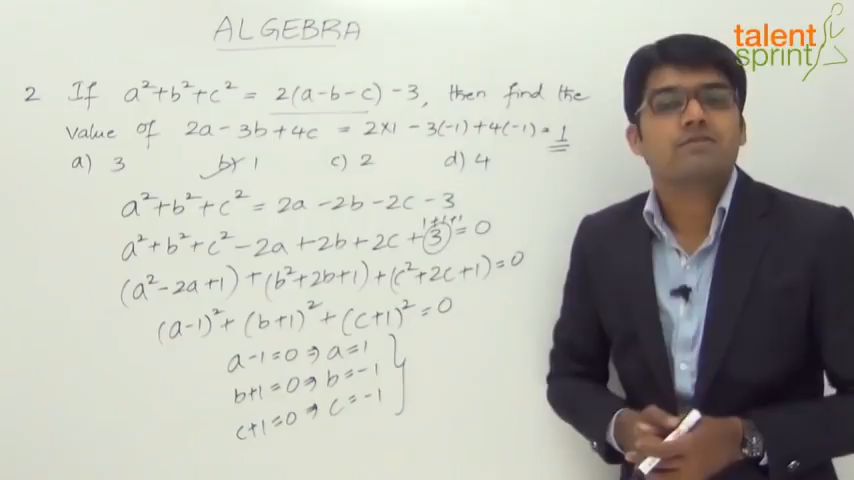 ALGEBRA
talent
sprint
2 If a²+b²+c² = 2(a-b-c) -3, then find the
value of 2a-3b+4c = 2×1 -3(-1)+4(-1) = 1
a) 3 b) 1 c) 2 d) 4
a²+b²+c² = 2a -2b -2c -3
1+1+1
a²+b²+c² -2a +2b +2c +3 = 0
(a²-2a+1) + (b²+2b+1) + (c²+2c+1) = 0
(a-1)² + (b+1)² + (c+1)² = 0
a-1=0 ⇒ a=1
b+1=0 ⇒ b=-1
c+1=0 ⇒ c=-1